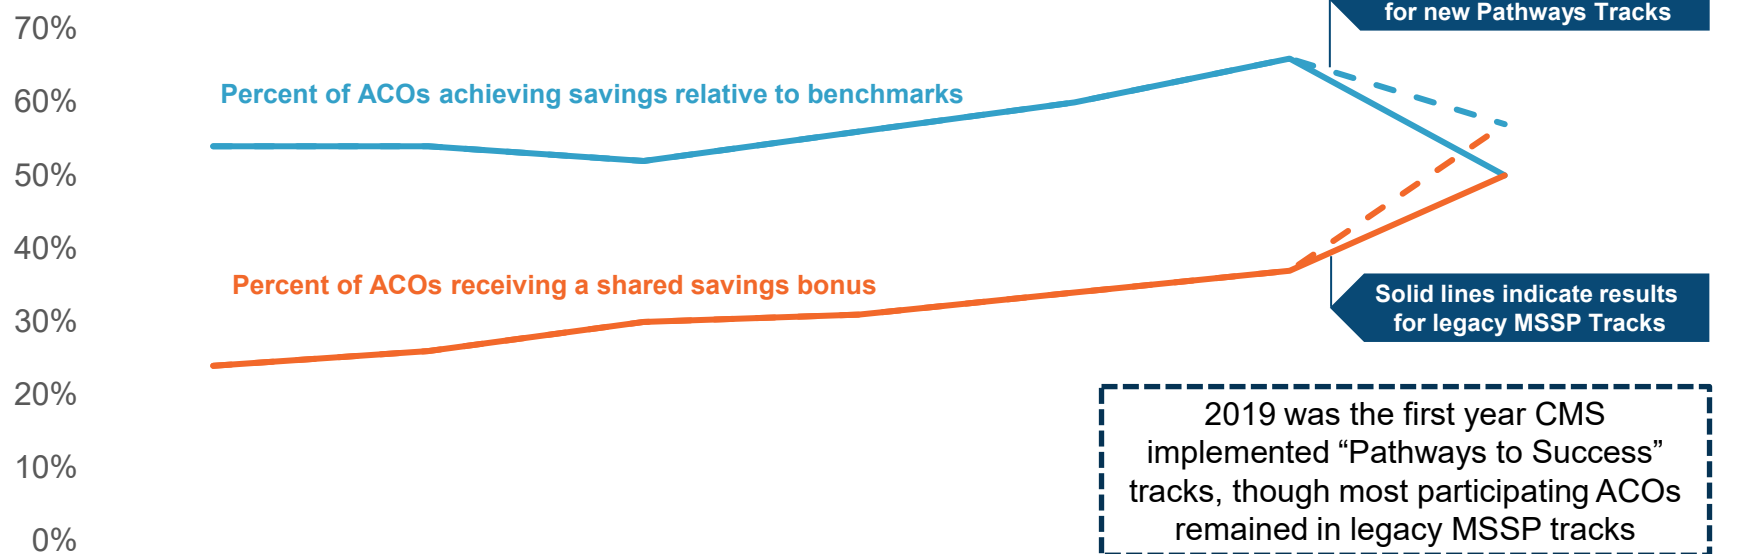 for new Pathways Tracks
70%
Percent of ACOs achieving savings relative to benchmarks
60%
50%
40%
Percent of ACOs receiving a shared savings bonus
Solid lines indicate results
for legacy MSSP Tracks
30%
20%
2019 was the first year CMS
implemented “Pathways to Success”
tracks, though most participating ACOs
remained in legacy MSSP tracks
10%
0%